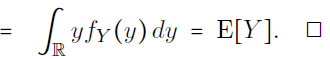 = ∫_ℝ y f_Y(y) dy = E[Y]. □